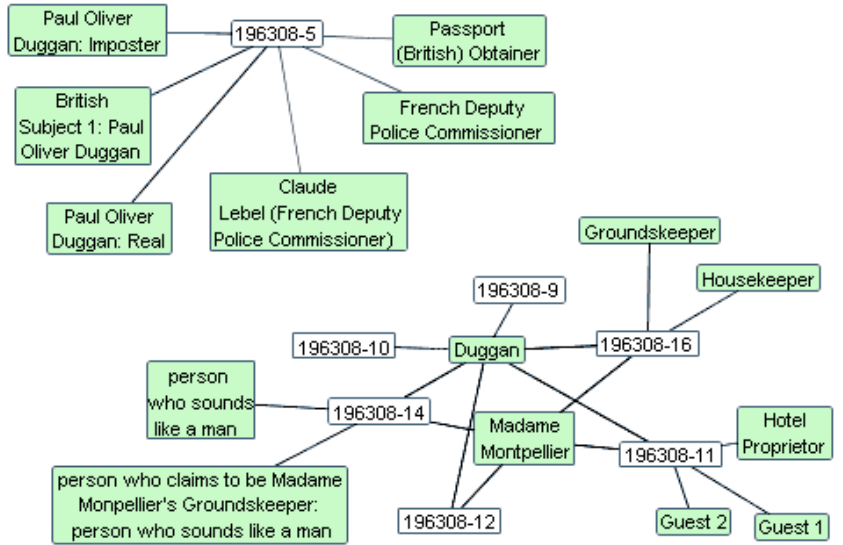 Paul Oliver
Duggan: Imposter
196308-5
Passport
(British) Obtainer
British
Subject 1: Paul
Oliver Duggan
French Deputy
Police Commissioner
Paul Oliver
Duggan: Real
Claude
Lebel (French Deputy
Police Commissioner)
Groundskeeper
Housekeeper
196308-9
196308-10
Duggan
196308-16
person
who sounds
like a man
196308-14
Madame
Montpellier
Hotel
Proprietor
196308-11
person who claims to be Madame
Monpellier's Groundskeeper:
person who sounds like a man
196308-12
Guest 2
Guest 1